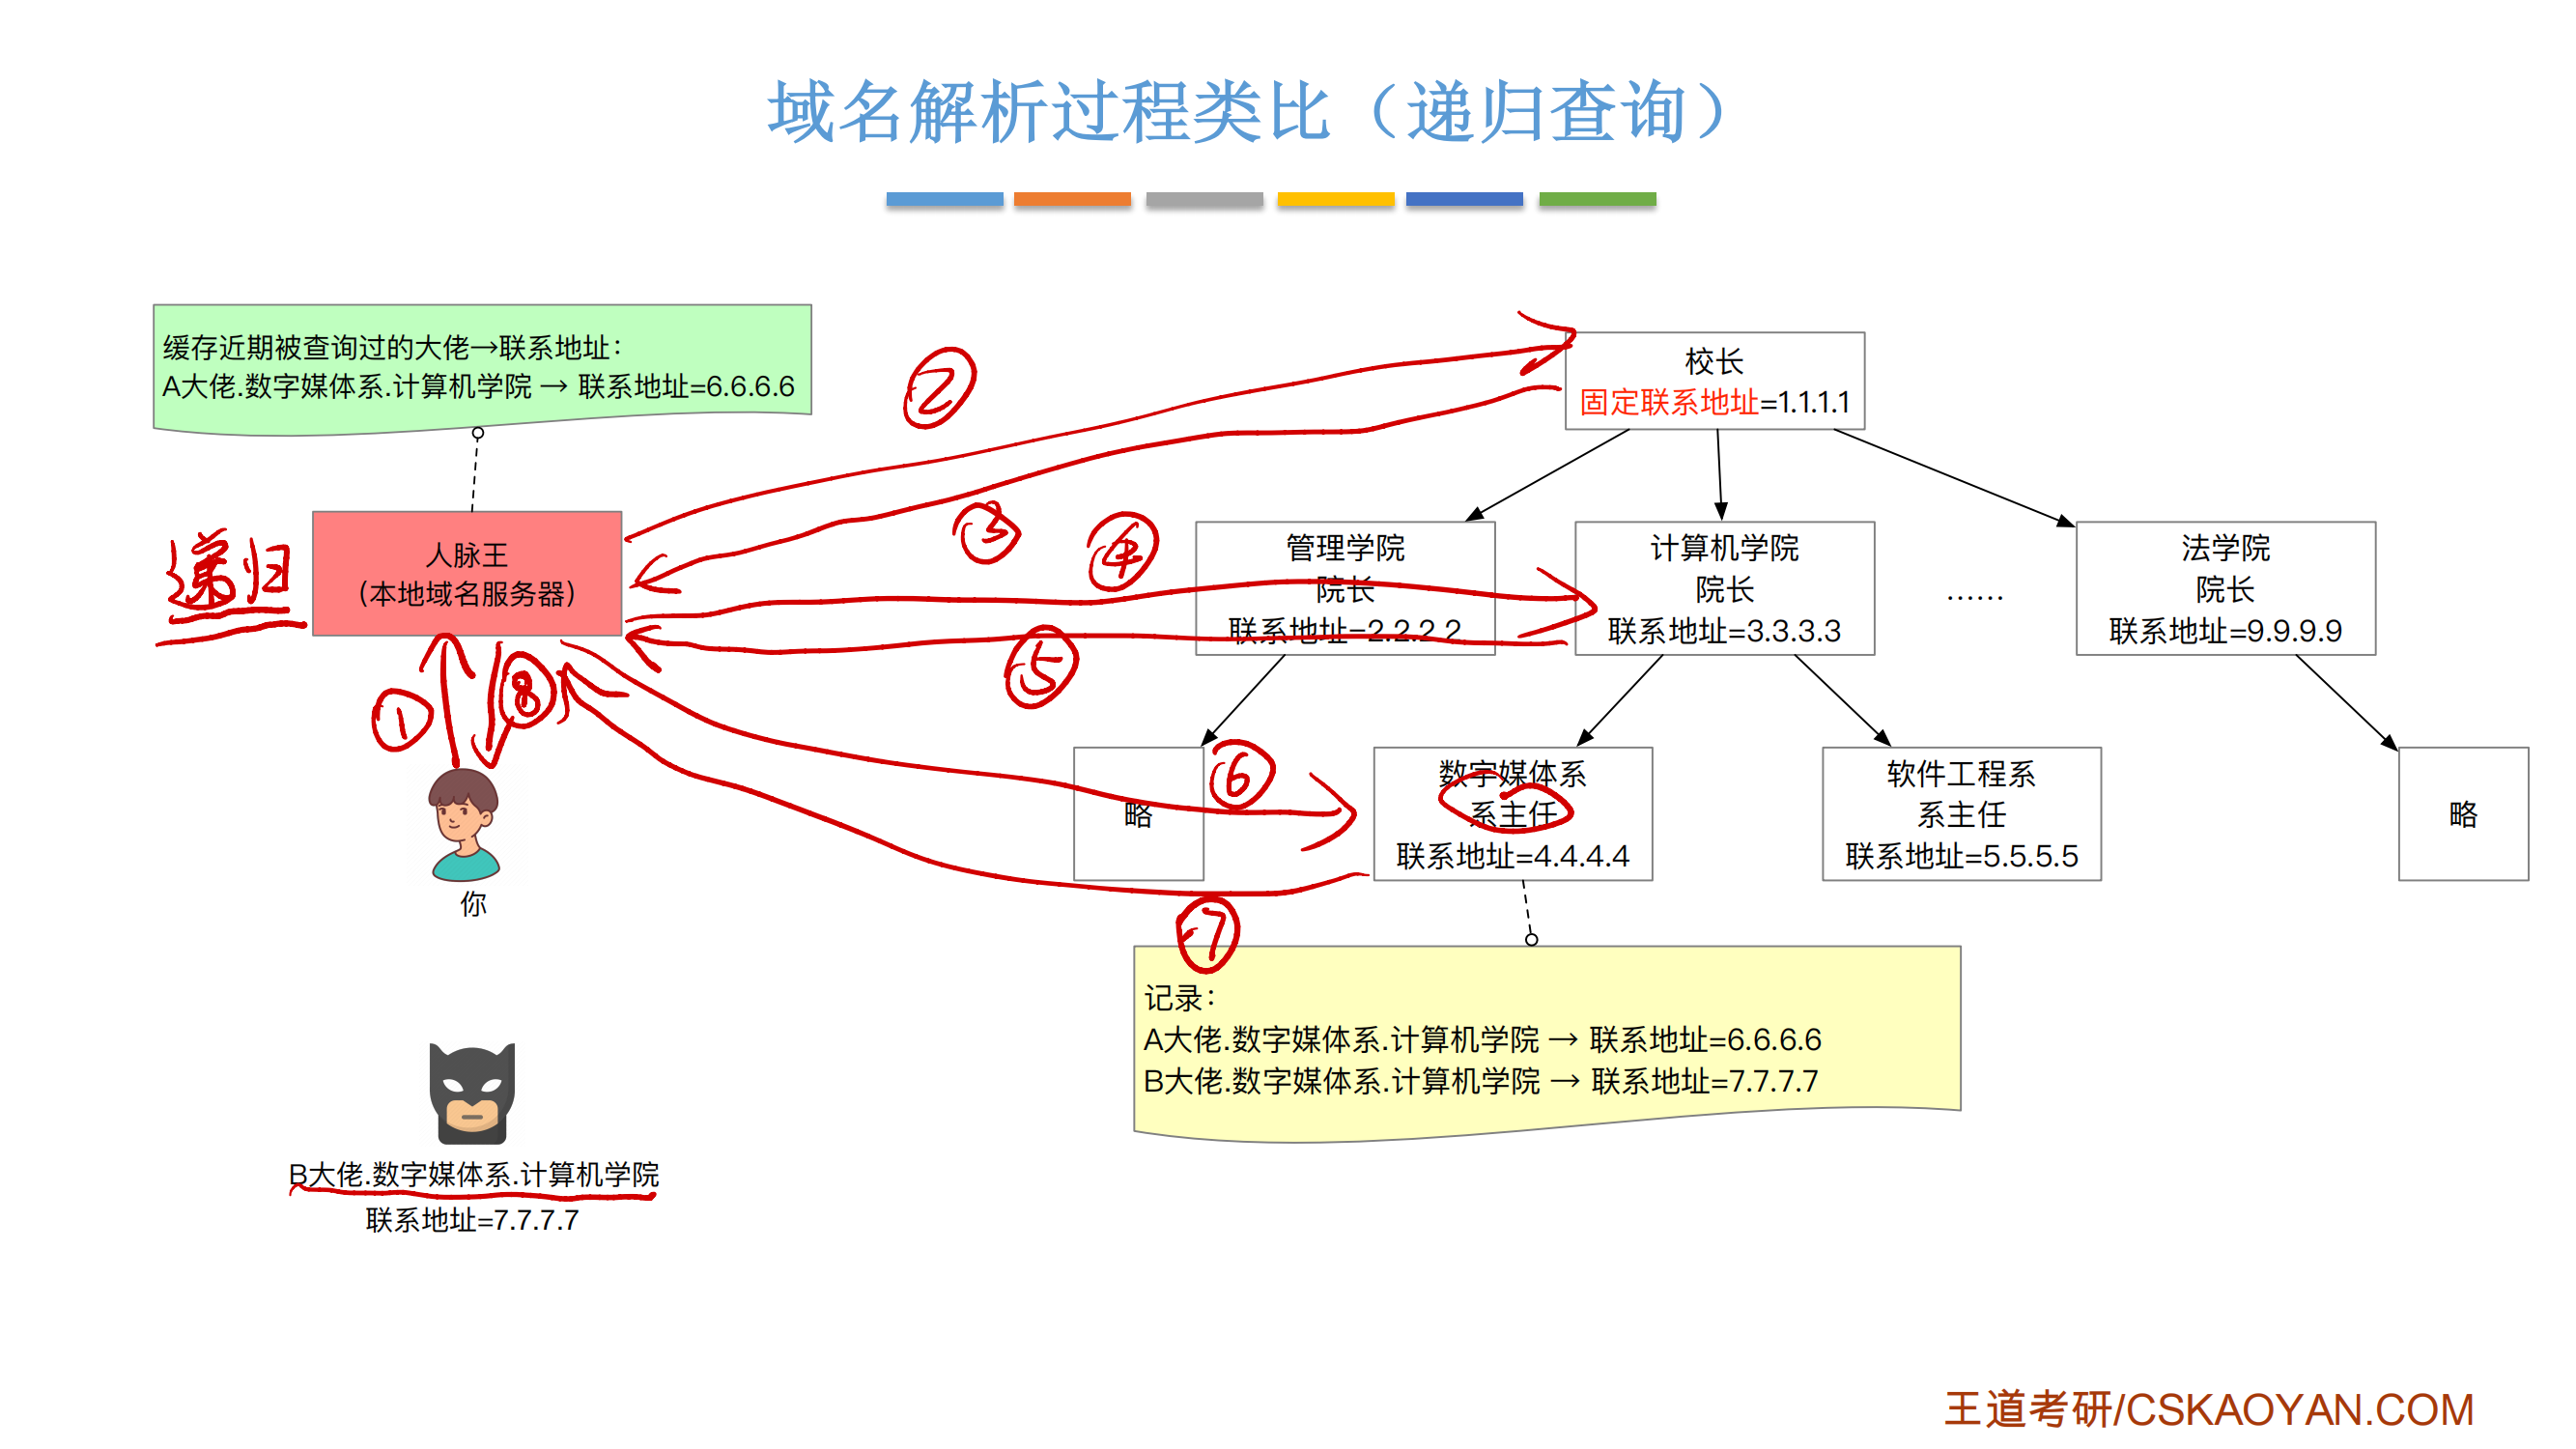 域名解析过程类比（递归查询）
缓存近期被查询过的大佬→联系地址：
A大佬.数字媒体系.计算机学院 → 联系地址=6.6.6.6
②
校长
固定联系地址=1.1.1.1
递归
人脉王
（本地域名服务器）
③
④
管理学院
院长
联系地址=2.2.2.2
计算机学院
院长
联系地址=3.3.3.3
……
法学院
院长
联系地址=9.9.9.9
①
⑧
⑤
你
略
⑥
数字媒体系
系主任
联系地址=4.4.4.4
软件工程系
系主任
联系地址=5.5.5.5
略
⑦
记录：
A大佬.数字媒体系.计算机学院 → 联系地址=6.6.6.6
B大佬.数字媒体系.计算机学院 → 联系地址=7.7.7.7
B大佬.数字媒体系.计算机学院
联系地址=7.7.7.7
王道考研/CSKAOYAN.COM